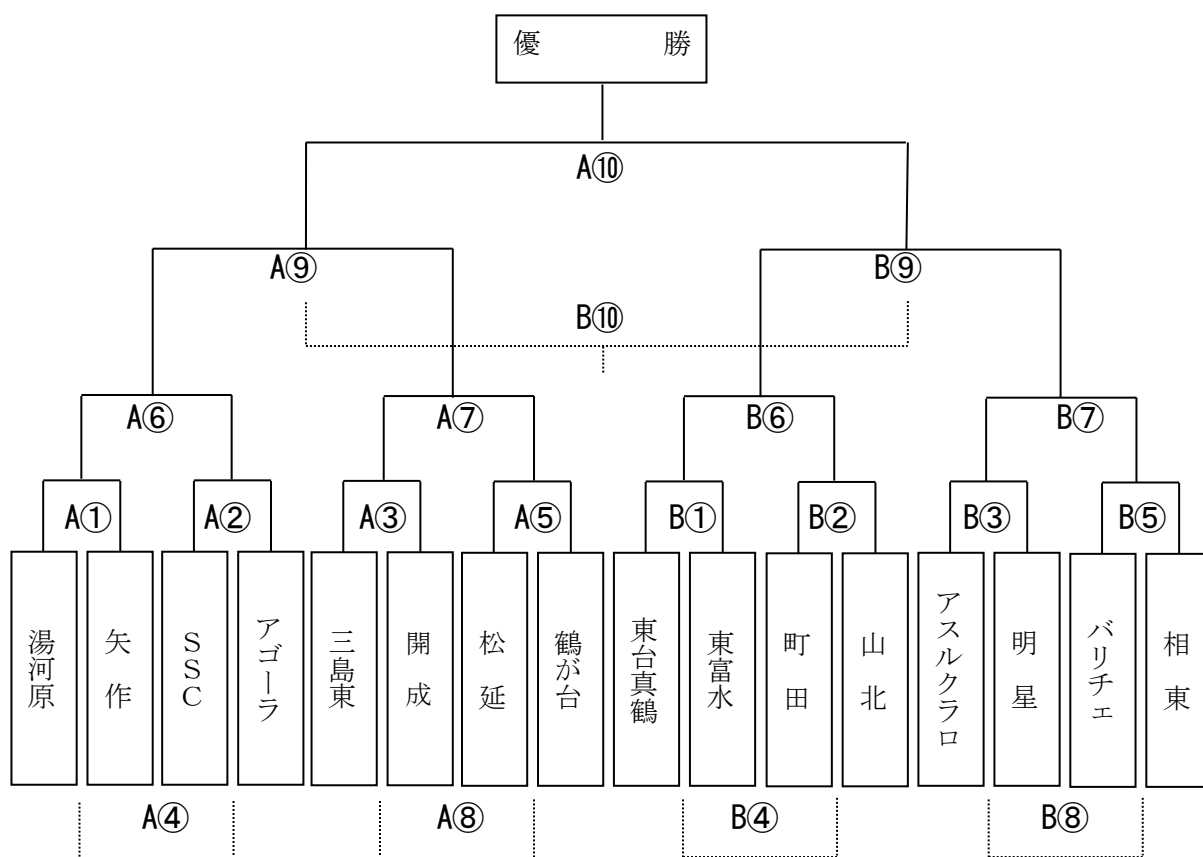 優 勝
A⑩
A⑨
B⑨
B⑩
A⑥
A⑦
B⑥
B⑦
A①
A②
A③
A⑤
B①
B②
B③
B⑤
湯河原
矢作
SSC
アゴーラ
三島東
開成
松延
鶴が台
東台真鶴
東富水
町田
山北
アスルクラロ
明星
バリチェ
相東
A④
A⑧
B④
B⑧